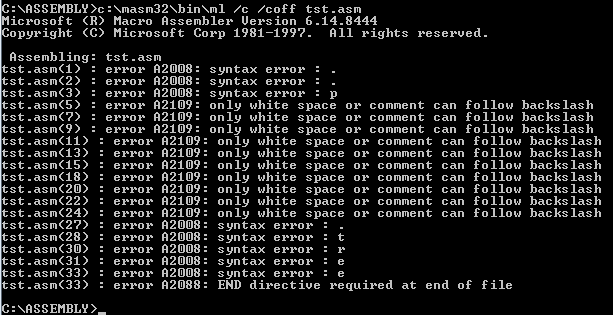 C:\ASSEMBLY>c:\masm32\bin\ml /c /coff tst.asm
Microsoft (R) Macro Assembler Version 6.14.8444
Copyright (C) Microsoft Corp 1981-1997.  All rights reserved.
Assembling: tst.asm
tst.asm(1) : error A2008: syntax error : .
tst.asm(2) : error A2008: syntax error : .
tst.asm(3) : error A2008: syntax error : p
tst.asm(5) : error A2109: only white space or comment can follow backslash
tst.asm(7) : error A2109: only white space or comment can follow backslash
tst.asm(9) : error A2109: only white space or comment can follow backslash
tst.asm(11) : error A2109: only white space or comment can follow backslash
tst.asm(13) : error A2109: only white space or comment can follow backslash
tst.asm(15) : error A2109: only white space or comment can follow backslash
tst.asm(18) : error A2109: only white space or comment can follow backslash
tst.asm(20) : error A2109: only white space or comment can follow backslash
tst.asm(22) : error A2109: only white space or comment can follow backslash
tst.asm(24) : error A2109: only white space or comment can follow backslash
tst.asm(27) : error A2008: syntax error : .
tst.asm(28) : error A2008: syntax error : t
tst.asm(30) : error A2008: syntax error : r
tst.asm(31) : error A2008: syntax error : e
tst.asm(33) : error A2008: syntax error : e
tst.asm(33) : error A2088: END directive required at end of file
C:\ASSEMBLY>_